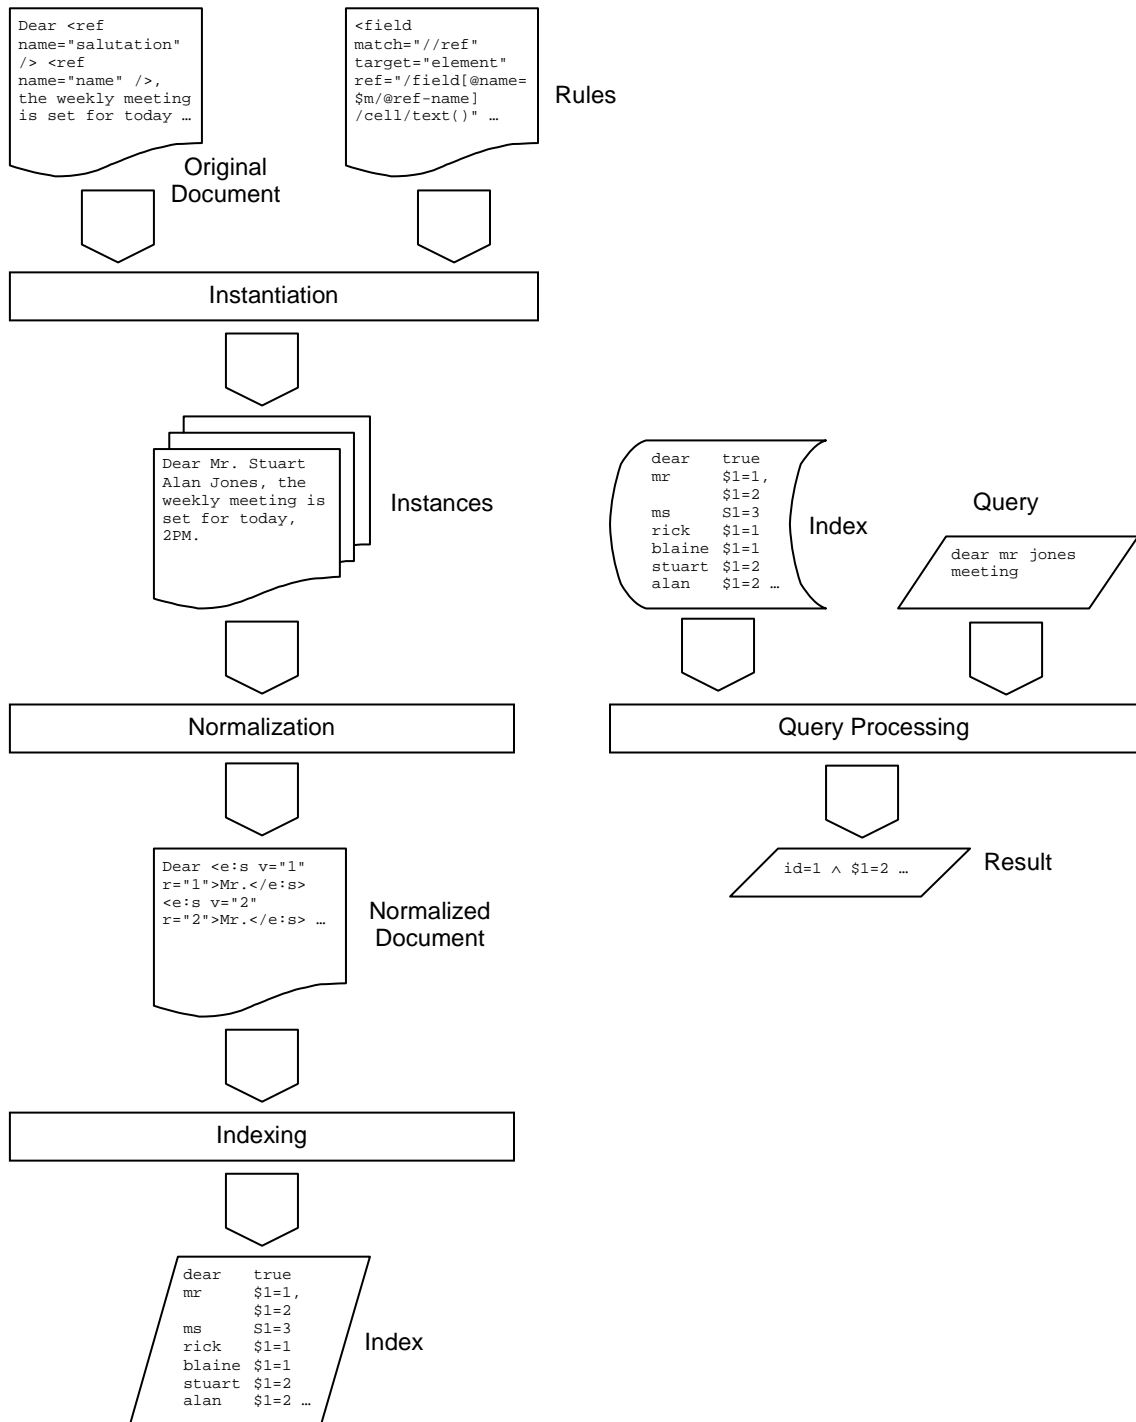 Dear <ref
name="salutation"
/> <ref
name="name" />,
the weekly meeting
is set for today …
Original
Document
<field
match="//ref"
target="element"
ref="/field[@name=
$m/@ref-name]
/cell/text()" …
Rules
Instantiation
Dear Mr. Stuart
Alan Jones, the
weekly meeting is
set for today,
2PM.
Instances
Normalization
Dear <e:s v="1"
r="1">Mr.</e:s>
<e:s v="2"
r="2">Mr.</e:s> …
Normalized
Document
Indexing
dear true
mr $1=1,
$1=2
ms S1=3
rick $1=1
blaine $1=1
stuart $1=2
alan $1=2 …
Index
dear true
mr $1=1,
$1=2
ms S1=3
rick $1=1
blaine $1=1
stuart $1=2
alan $1=2 …
Index
Query
dear mr jones
meeting
Query Processing
id=1 ∧ $1=2 …
Result